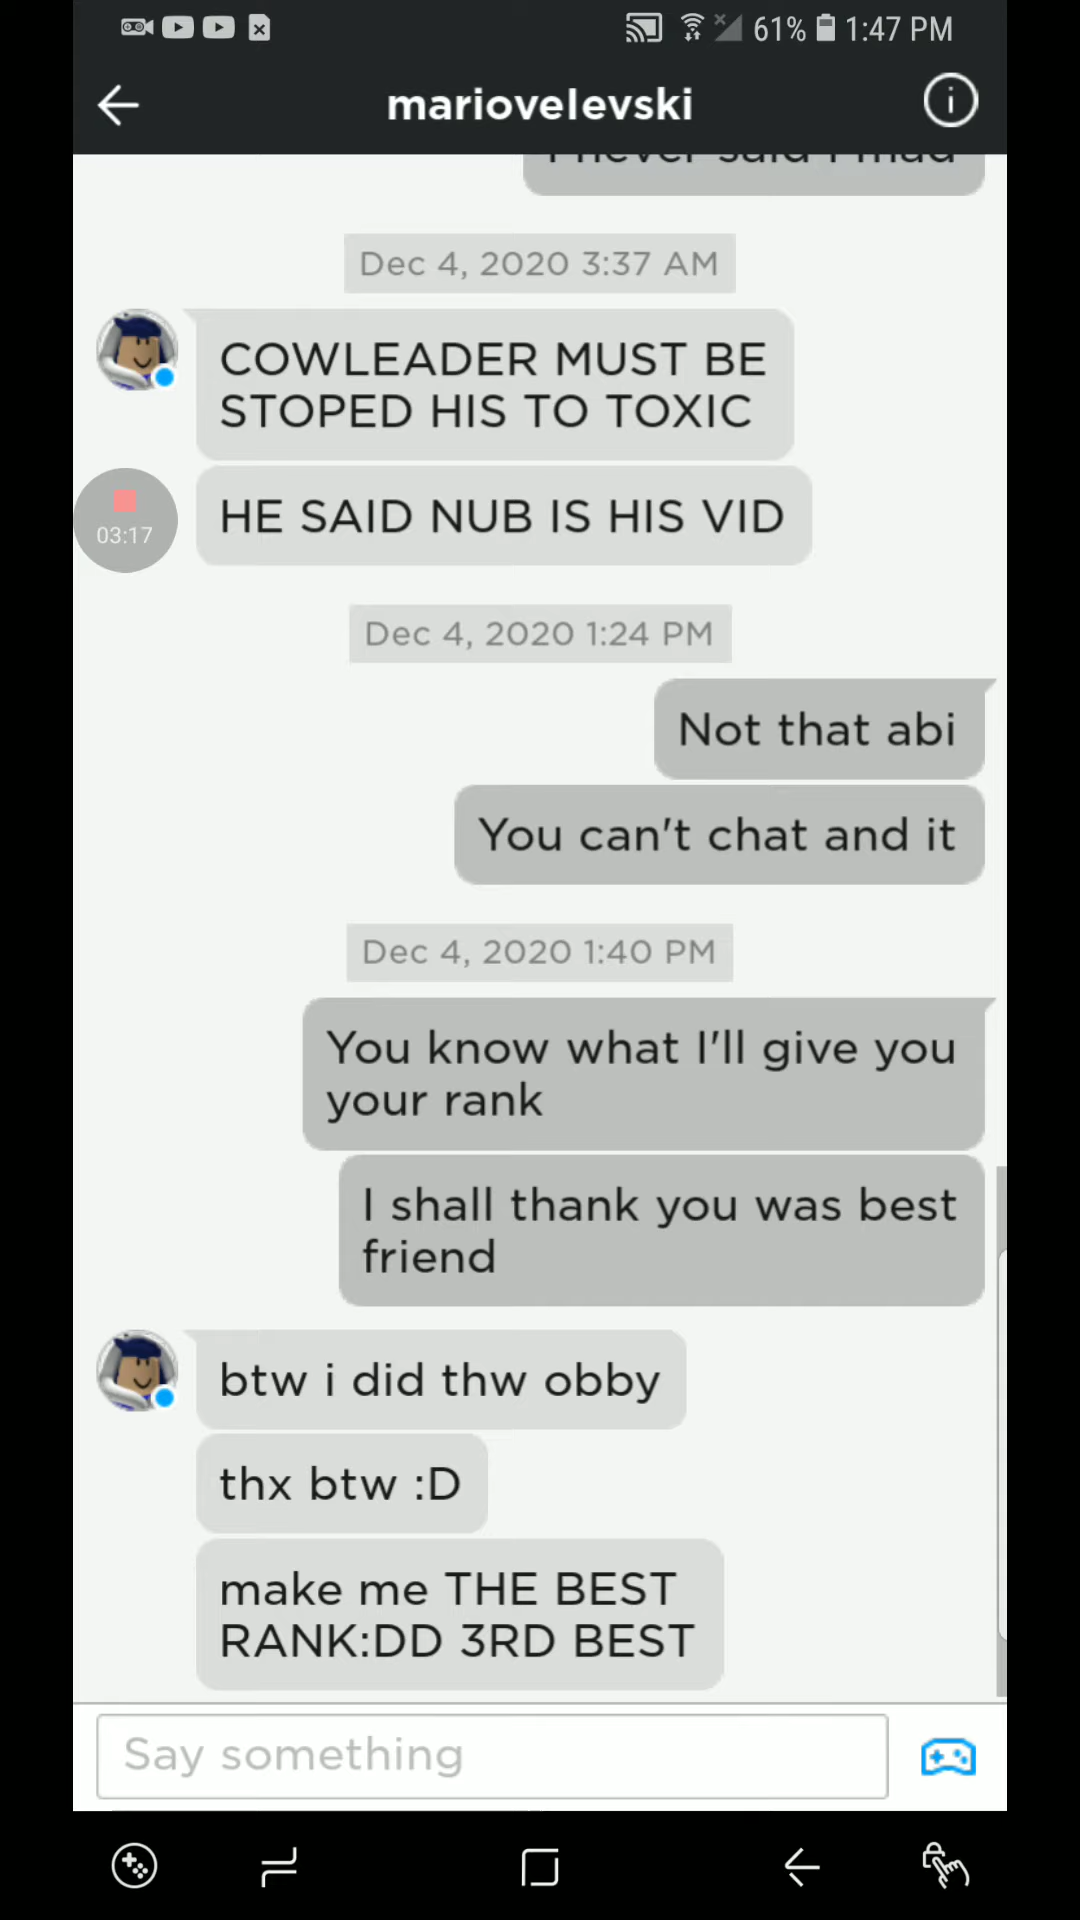 61% 1:47 PM
mariovelevski
I never said I mad
Dec 4, 2020 3:37 AM
COWLEADER MUST BE
STOPED HIS TO TOXIC
HE SAID NUB IS HIS VID
03:17
Dec 4, 2020 1:24 PM
Not that abi
You can't chat and it
Dec 4, 2020 1:40 PM
You know what I'll give you
your rank
I shall thank you was best
friend
btw i did thw obby
thx btw :D
make me THE BEST
RANK:DD 3RD BEST
Say something